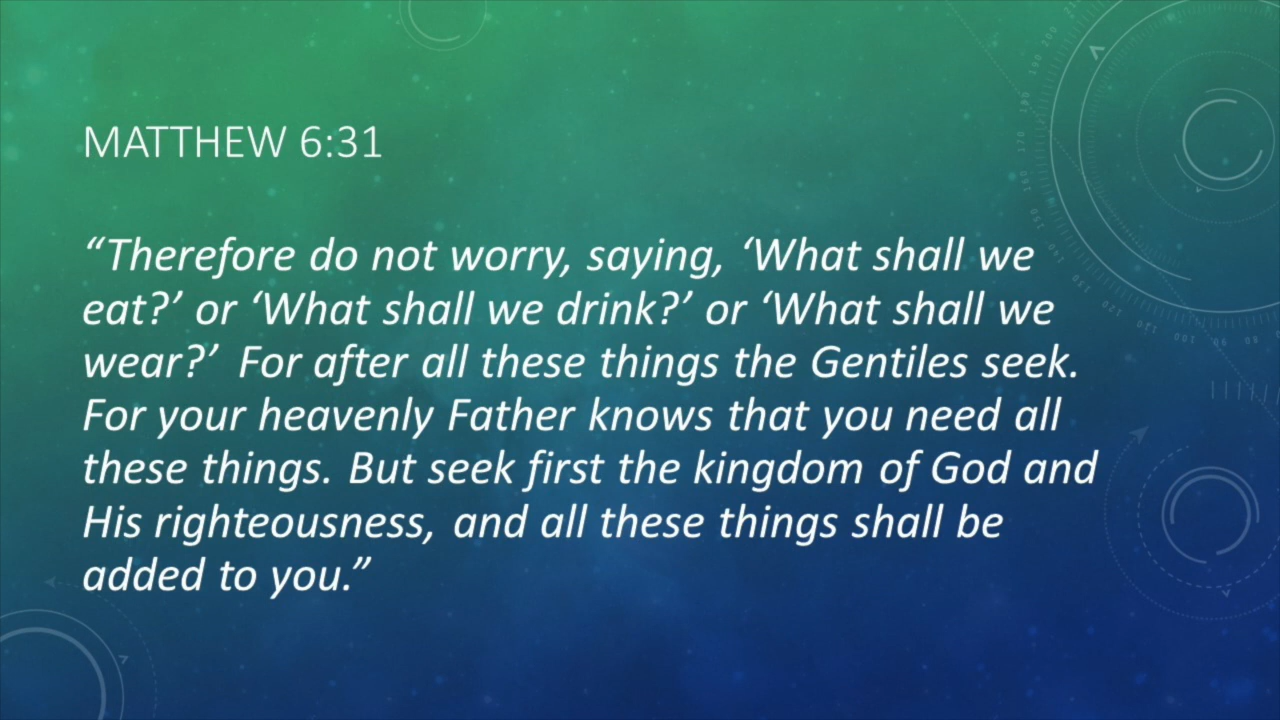 MATTHEW 6:31
“Therefore do not worry, saying, ‘What shall we
eat?’ or ‘What shall we drink?’ or ‘What shall we
wear?’ For after all these things the Gentiles seek.
For your heavenly Father knows that you need all
these things. But seek first the kingdom of God and
His righteousness, and all these things shall be
added to you.”